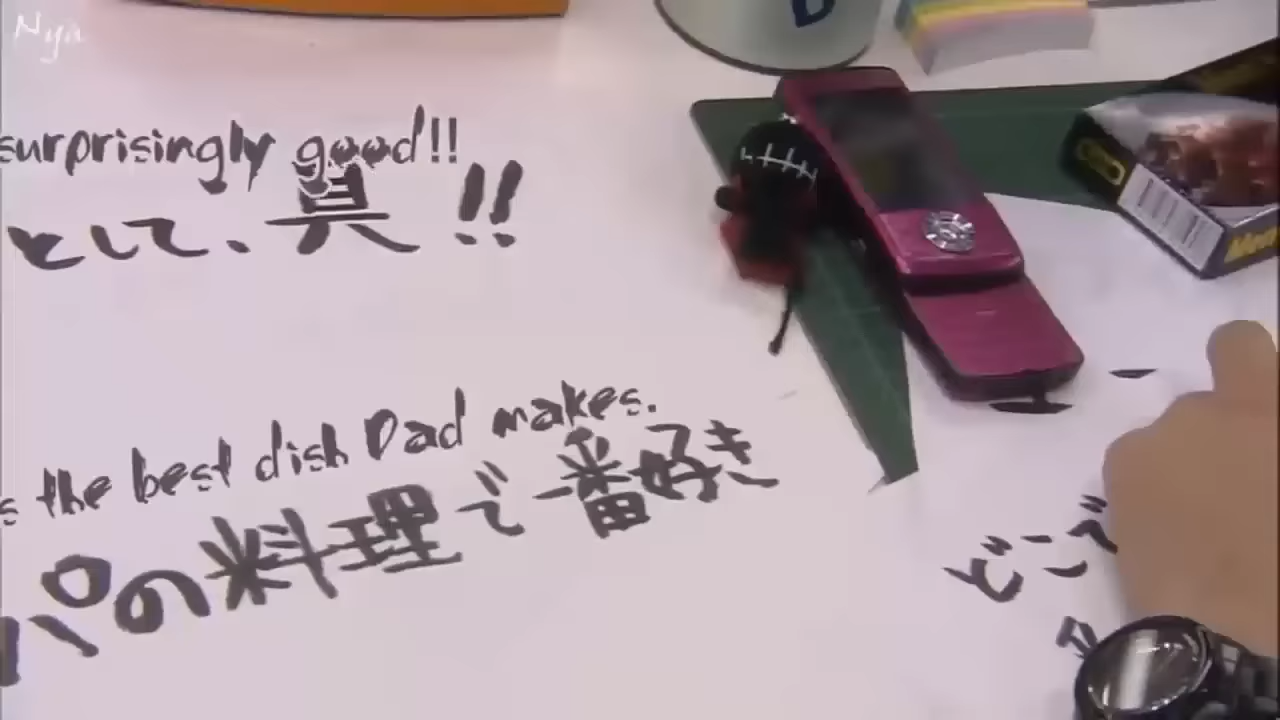 Nya
surprisingly good!!
として、具!!
s the best dish Dad makes.
パの料理で一番好き
どこで